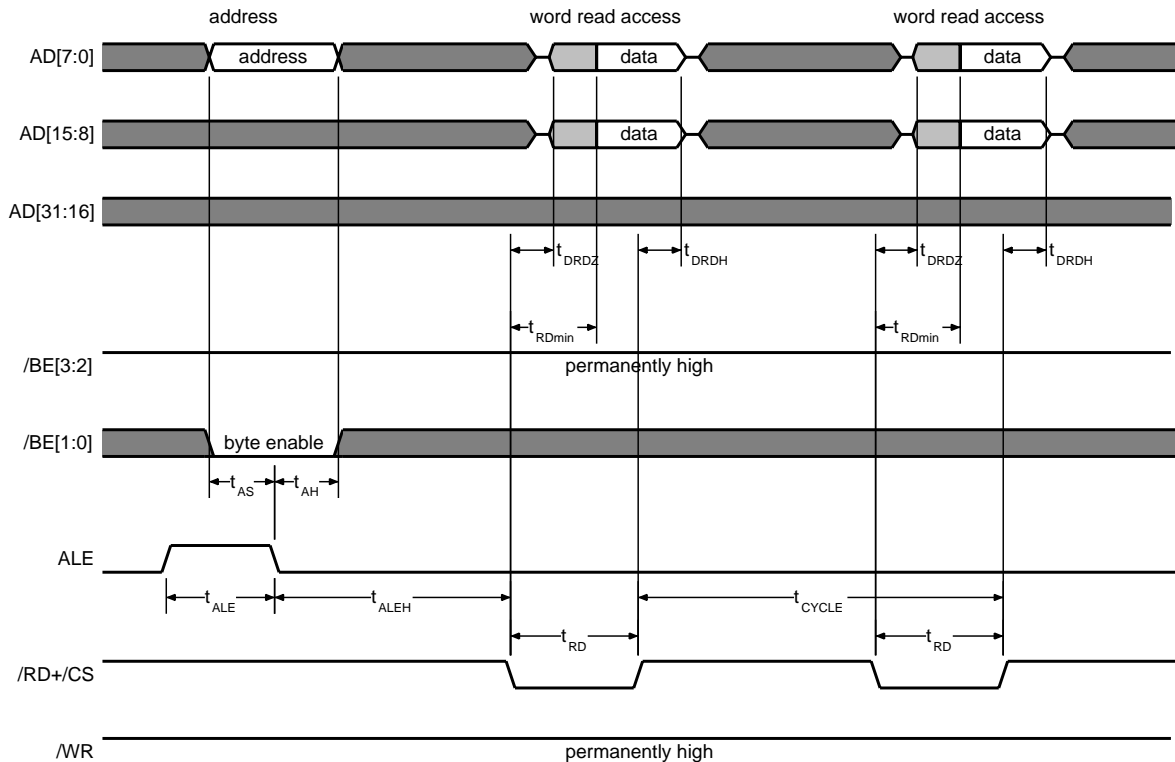 address word read access word read access
AD[7:0] address data data
AD[15:8] data data
AD[31:16]
tDRDZ tDRDH tDRDZ tDRDH
tRDmin tRDmin
/BE[3:2] permanently high
/BE[1:0] byte enable
tAS tAH
ALE
tALE tALEH tCYCLE
tRD tRD
/RD+/CS
/WR permanently high